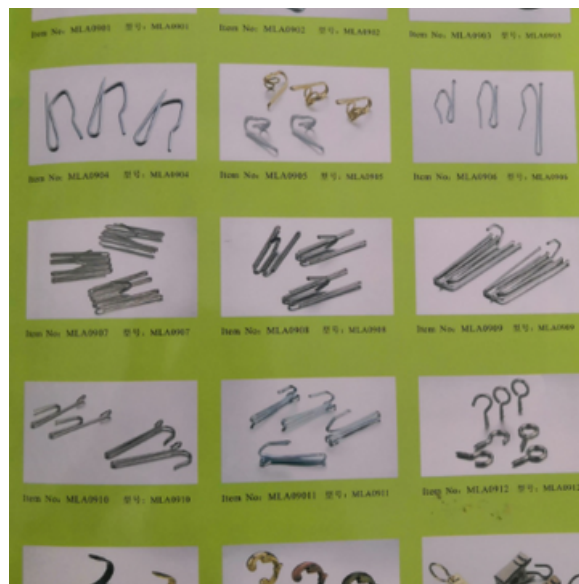 Item No: MLA0901 型号: MLA0901
Item No: MLA0902 型号: MLA0902
Item No: MLA0903 型号: MLA0903
Item No: MLA0904 型号: MLA0904
Item No: MLA0905 型号: MLA0905
Item No: MLA0906 型号: MLA0906
Item No: MLA0907 型号: MLA0907
Item No: MLA0908 型号: MLA0908
Item No: MLA0909 型号: MLA0909
Item No: MLA0910 型号: MLA0910
Item No: MLA09011 型号: MLA0911
Item No: MLA0912 型号: MLA0912